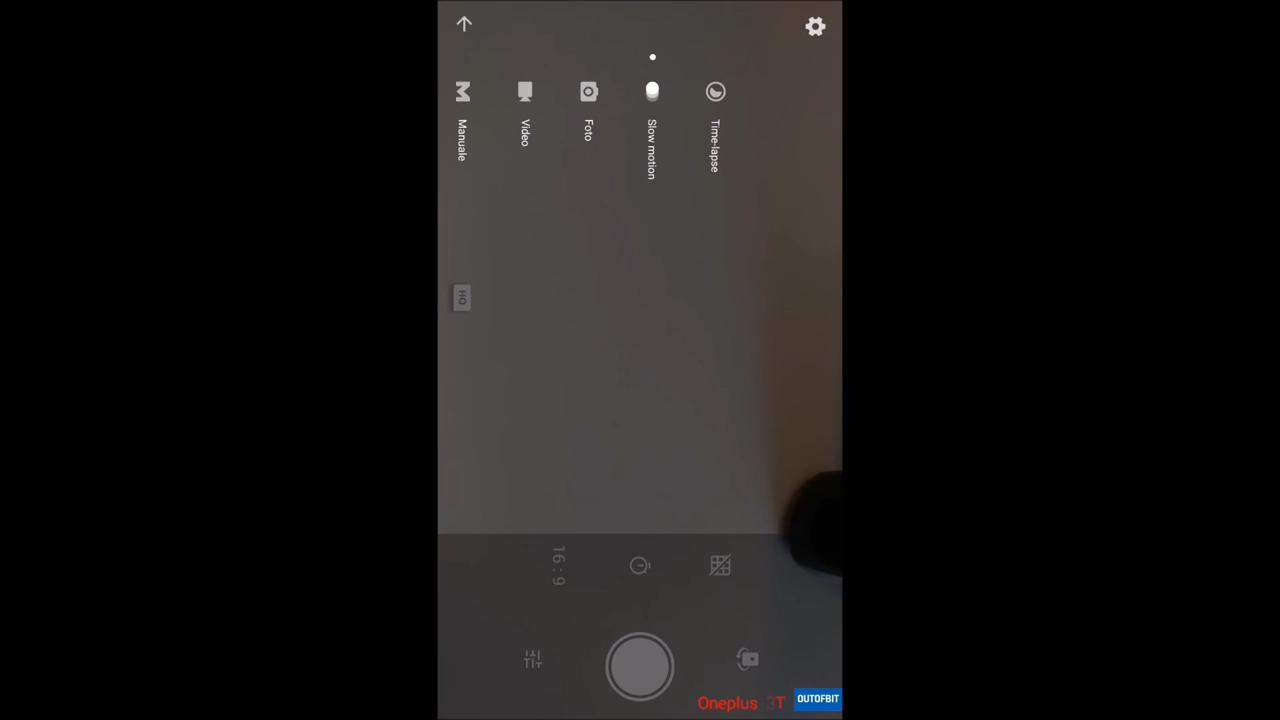 Manuale
Video
Foto
Slow motion
Time-lapse
HQ
16:9
Oneplus 3T
OUTOFBIT